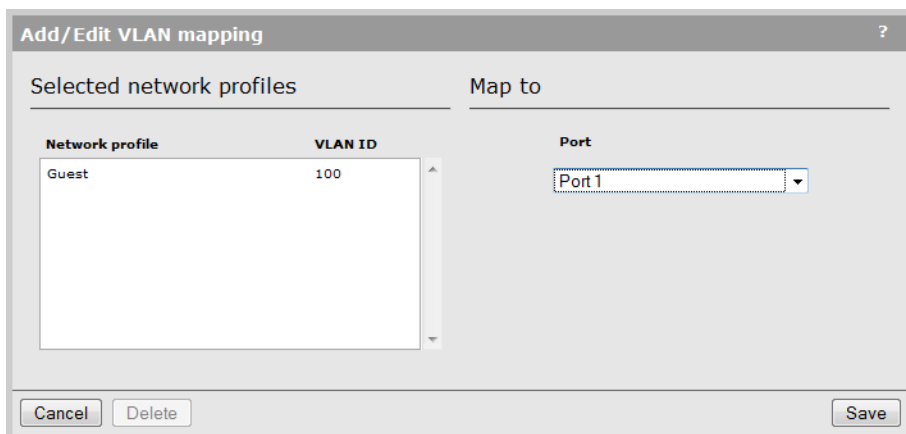 Add/Edit VLAN mapping ?
Selected network profiles
Map to
Network profile VLAN ID
Guest 100
Port
Port 1
Cancel Delete Save